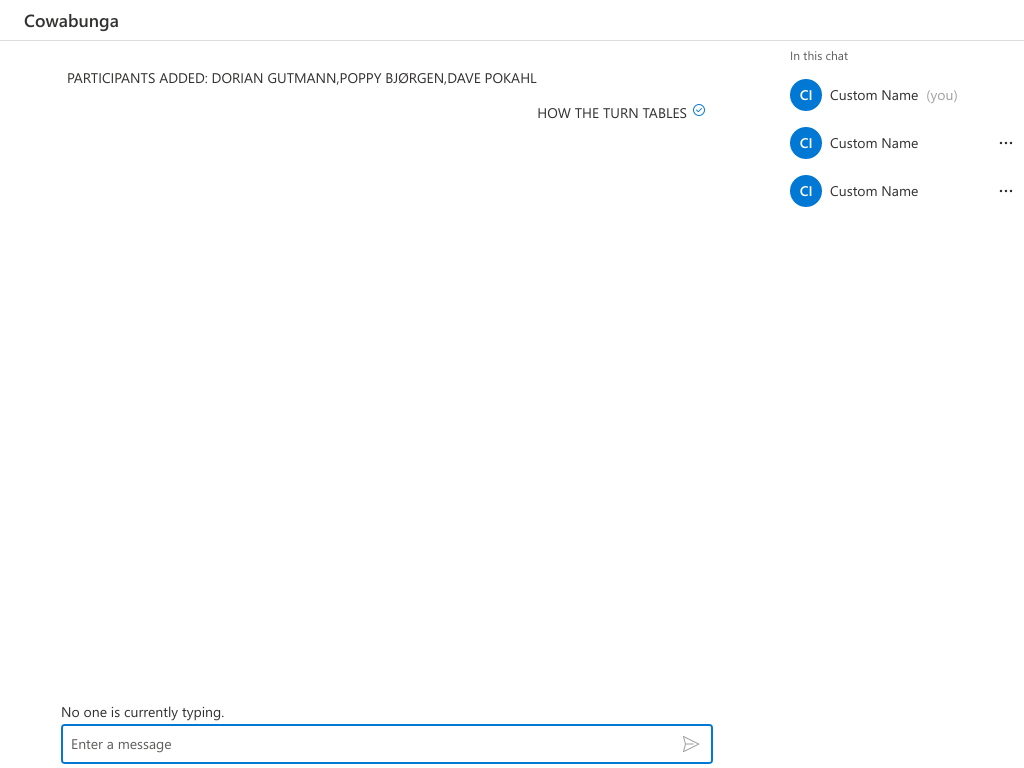 Cowabunga
In this chat
PARTICIPANTS ADDED: DORIAN GUTMANN,POPPY BJØRGEN,DAVE POKAHL
HOW THE TURN TABLES
CI Custom Name (you)
CI Custom Name
CI Custom Name
No one is currently typing.
Enter a message